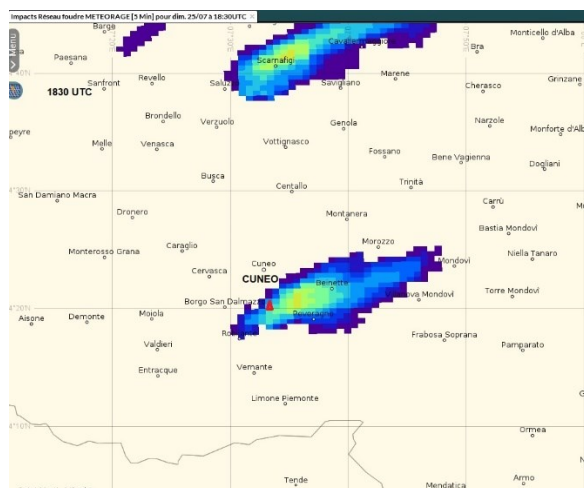 Impacts Réseau foudre METEORAGE [5 Min] pour dim. 25/07 à 18:30UTC
Menu
Barge
Monticello d'Alba
Paesana
Scarnafigi
Bra
Sanfront
Revello
Marene
Grinzane
1830 UTC
Savigliano
Cherasco
Brondello
Verzuolo
Genola
Narzole
Monforte d'Alb
peyre
Melle
Venasca
Vottignasco
Fossano
Bene Vagienna
Dogliani
Busca
Centallo
Trinità
San Damiano Macra
Carrù
Dronero
Montanera
Bastia Mondovì
Caraglio
Morozzo
Monterosso Grana
Cuneo
Mondovì
Niella Tanaro
Cervasca
CUNEO
Beinette
Borgo San Dalmazzo
Villanova Mondovì
Torre Mondovì
Aisone
Demonte
Moiola
Peveragno
Frabosa Soprana
Valdieri
Pamparato
Entracque
Vernante
Limone Piemonte
Ormea
Tende
Mendatica
Armo